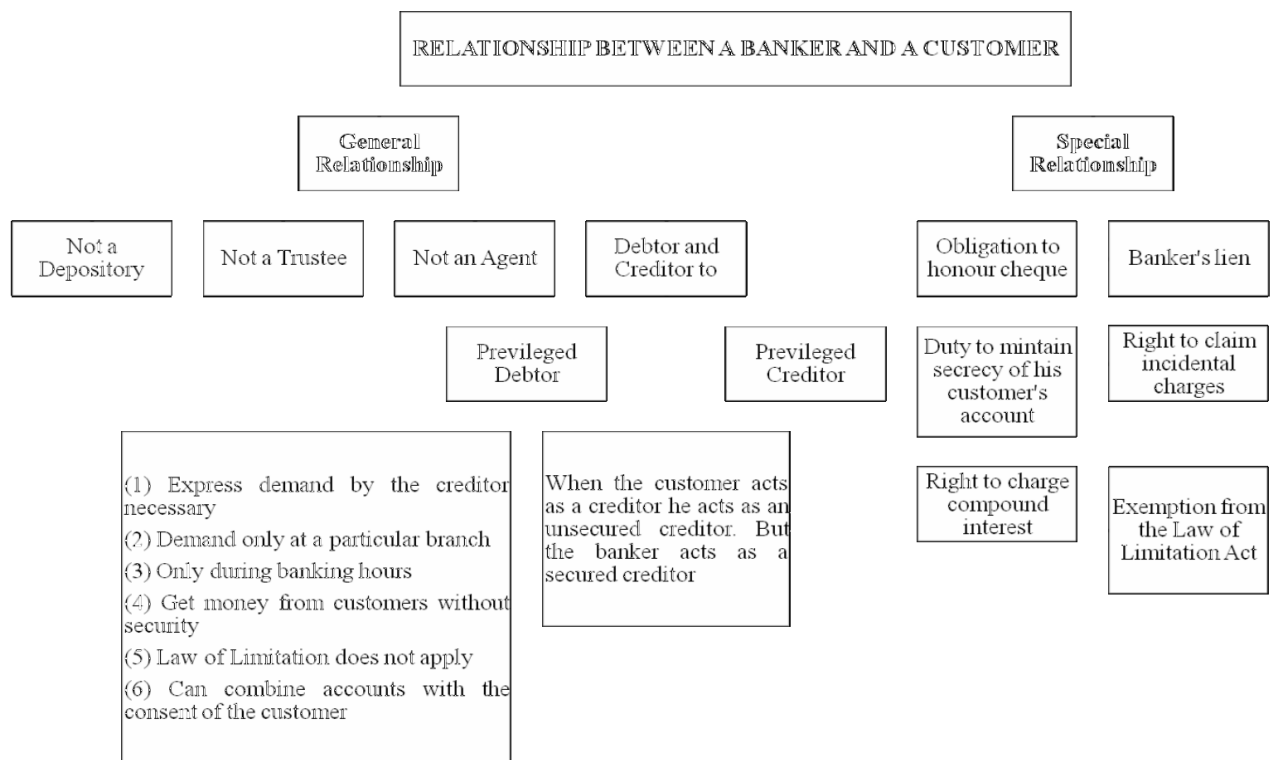 RELATIONSHIP BETWEEN A BANKER AND A CUSTOMER
General
Relationship
Special
Relationship
Not a
Depository
Not a Trustee
Not an Agent
Debtor and
Creditor to
Obligation to
honour cheque
Banker's lien
Previleged
Debtor
Previleged
Creditor
Duty to mintain
secrecy of his
customer's
account
Right to claim
incidental
charges
(1) Express demand by the creditor
necessary
(2) Demand only at a particular branch
(3) Only during banking hours
(4) Get money from customers without
security
(5) Law of Limitation does not apply
(6) Can combine accounts with the
consent of the customer
When the customer acts
as a creditor he acts as an
unsecured creditor. But
the banker acts as a
secured creditor
Right to charge
compound
interest
Exemption from
the Law of
Limitation Act